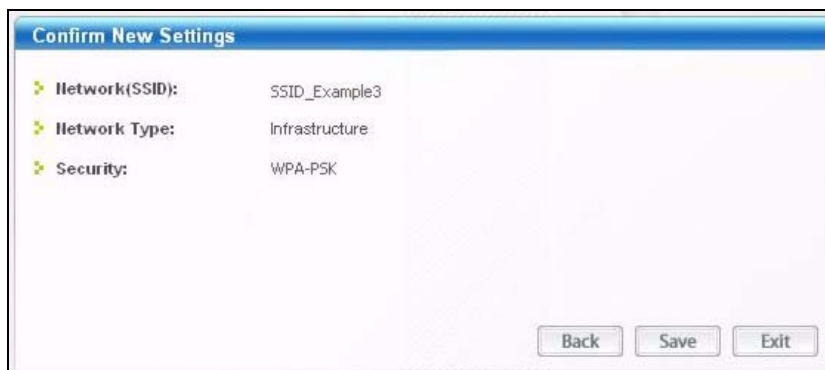 Confirm New Settings
Network(SSID): SSID_Example3
Network Type: Infrastructure
Security: WPA-PSK
Back Save Exit